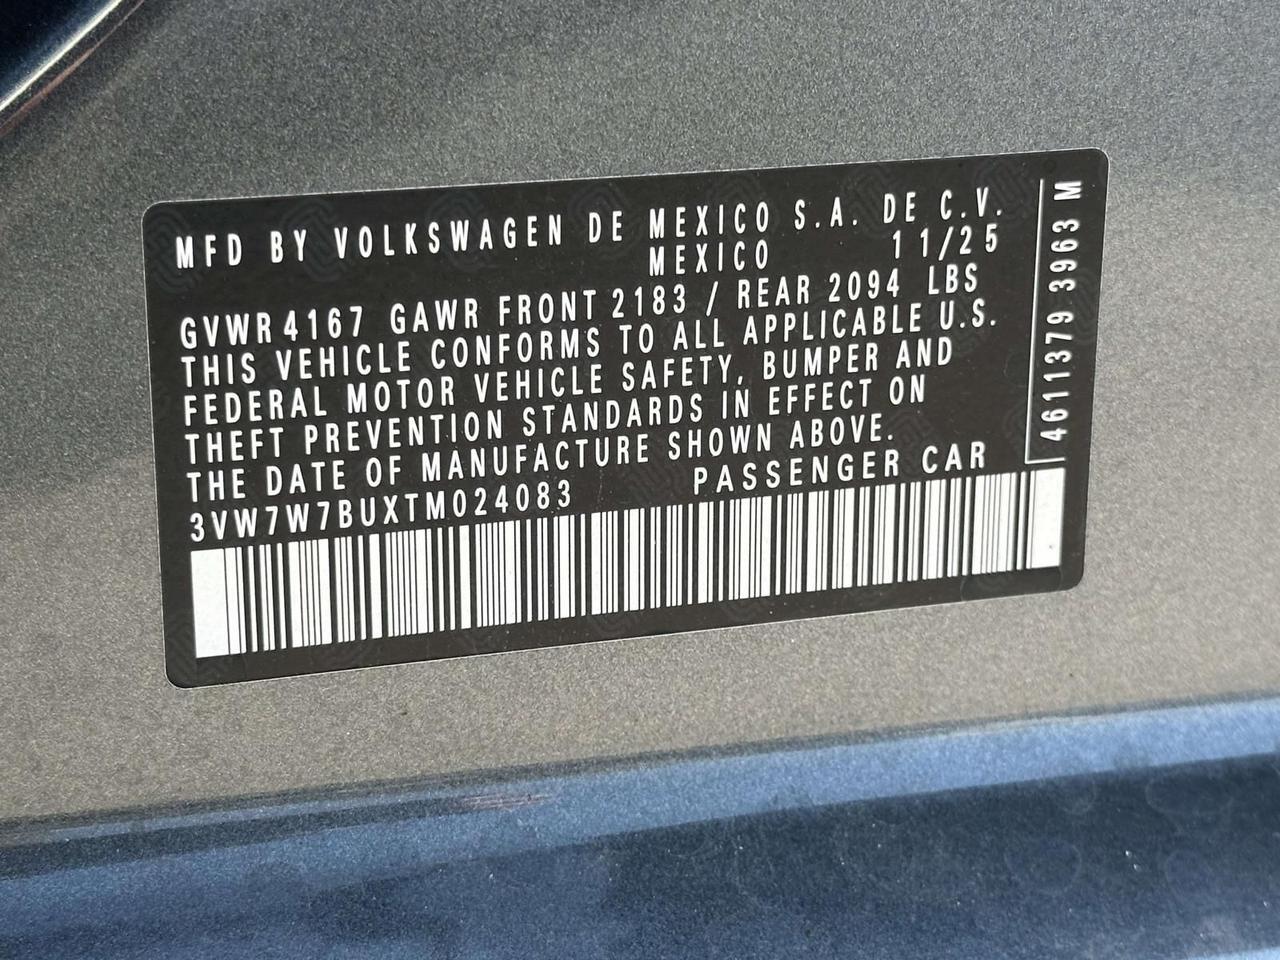 MFD BY VOLKSWAGEN DE MEXICO S.A. DE C.V.
MEXICO 11/25
GVWR 4167 GAWR FRONT 2183 / REAR 2094 LBS
THIS VEHICLE CONFORMS TO ALL APPLICABLE U.S.
FEDERAL MOTOR VEHICLE SAFETY, BUMPER AND
THEFT PREVENTION STANDARDS IN EFFECT ON
THE DATE OF MANUFACTURE SHOWN ABOVE.
3VW7W7BUXTM024083 PASSENGER CAR
4611379 3963 M